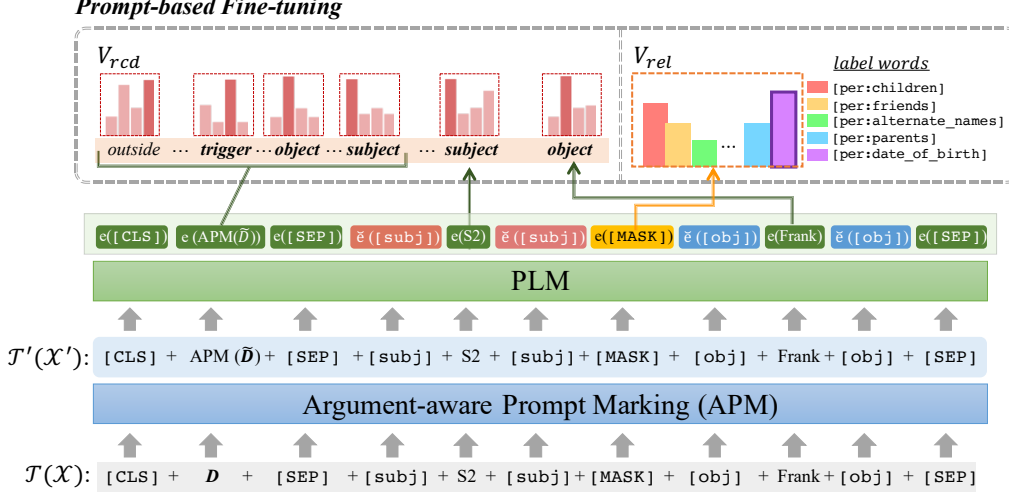 Prompt-based Fine-tuning
V_rcd
V_rel
label words
[per:children]
[per:friends]
[per:alternate_names]
[per:parents]
[per:date_of_birth]
...
outside ... trigger ... object ... subject ... subject object
e([CLS]) e(APM(D̃)) e([SEP]) ĕ([subj]) e(S2) ĕ([subj]) e([MASK]) ĕ([obj]) e(Frank) ĕ([obj]) e([SEP])
PLM
𝒯′(𝒳′): [CLS] + APM (D̃) + [SEP] + [subj] + S2 + [subj] + [MASK] + [obj] + Frank + [obj] + [SEP]
Argument-aware Prompt Marking (APM)
𝒯(𝒳): [CLS] + D + [SEP] + [subj] + S2 + [subj] + [MASK] + [obj] + Frank + [obj] + [SEP]